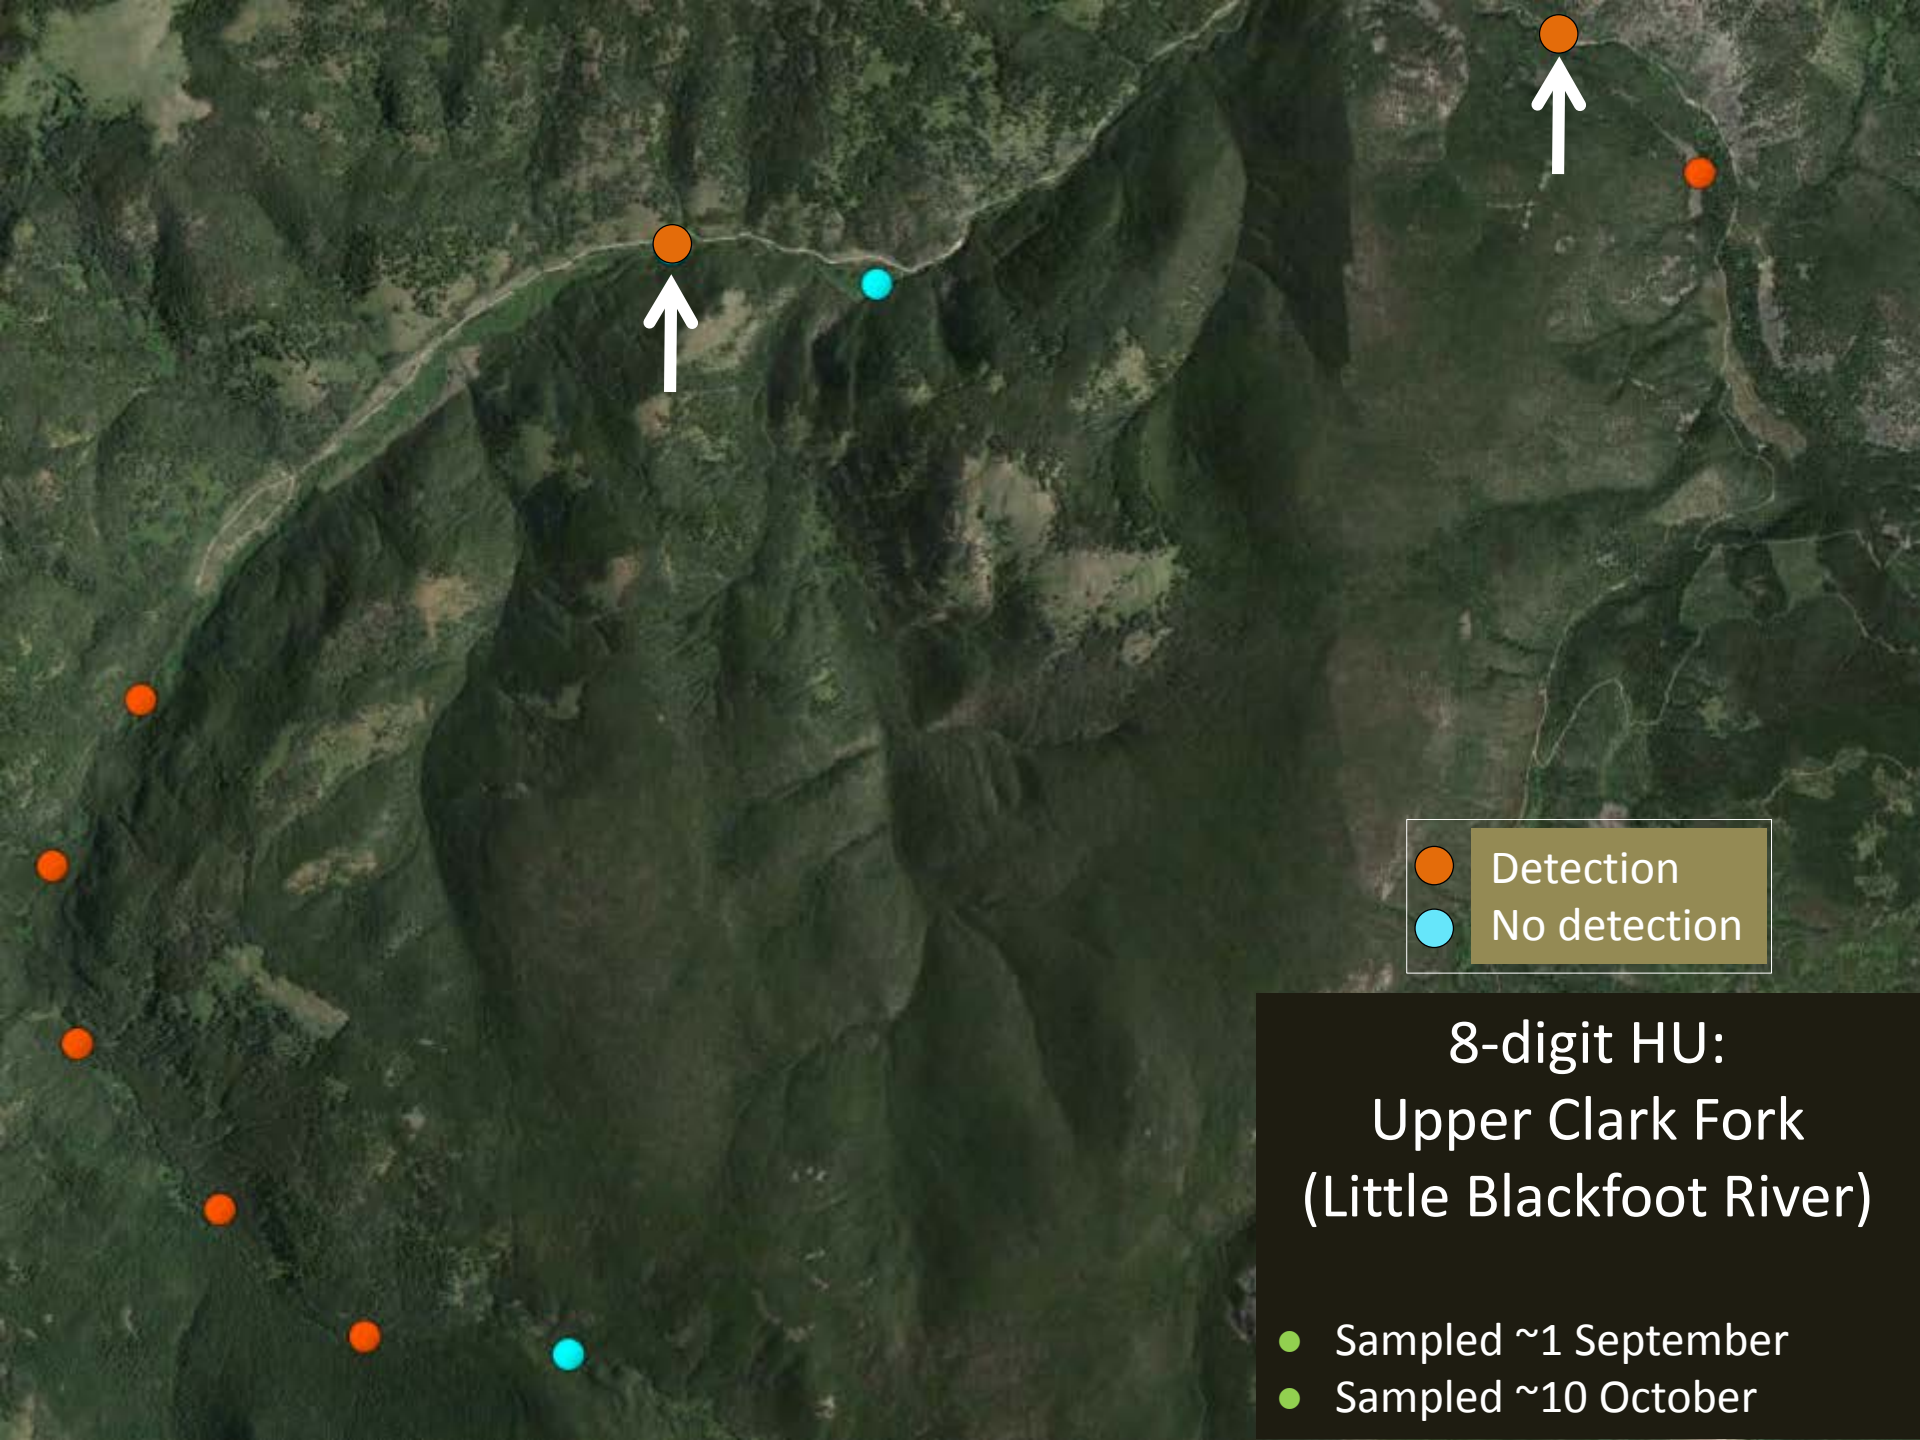 Detection
No detection
8-digit HU:
Upper Clark Fork
(Little Blackfoot River)
Sampled ~1 September
Sampled ~10 October